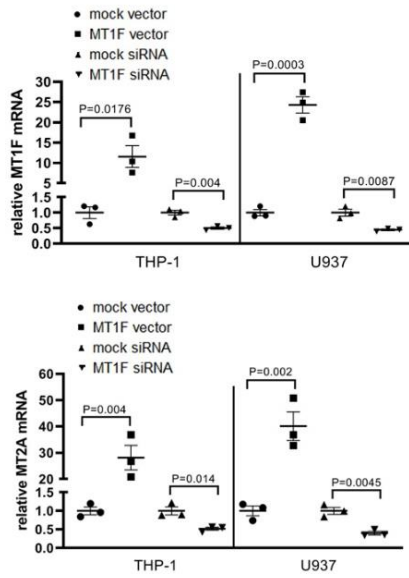 mock vector
MT1F vector
mock siRNA
MT1F siRNA
relative MT1F mRNA
30
25
20
15
10
5
1.5
1.0
0.5
0.0
P=0.0176
P=0.004
P=0.0003
P=0.0087
THP-1
U937
mock vector
MT1F vector
mock siRNA
MT1F siRNA
relative MT2A mRNA
60
50
40
30
20
10
1.5
1.0
0.5
0.0
P=0.004
P=0.014
P=0.002
P=0.0045
THP-1
U937